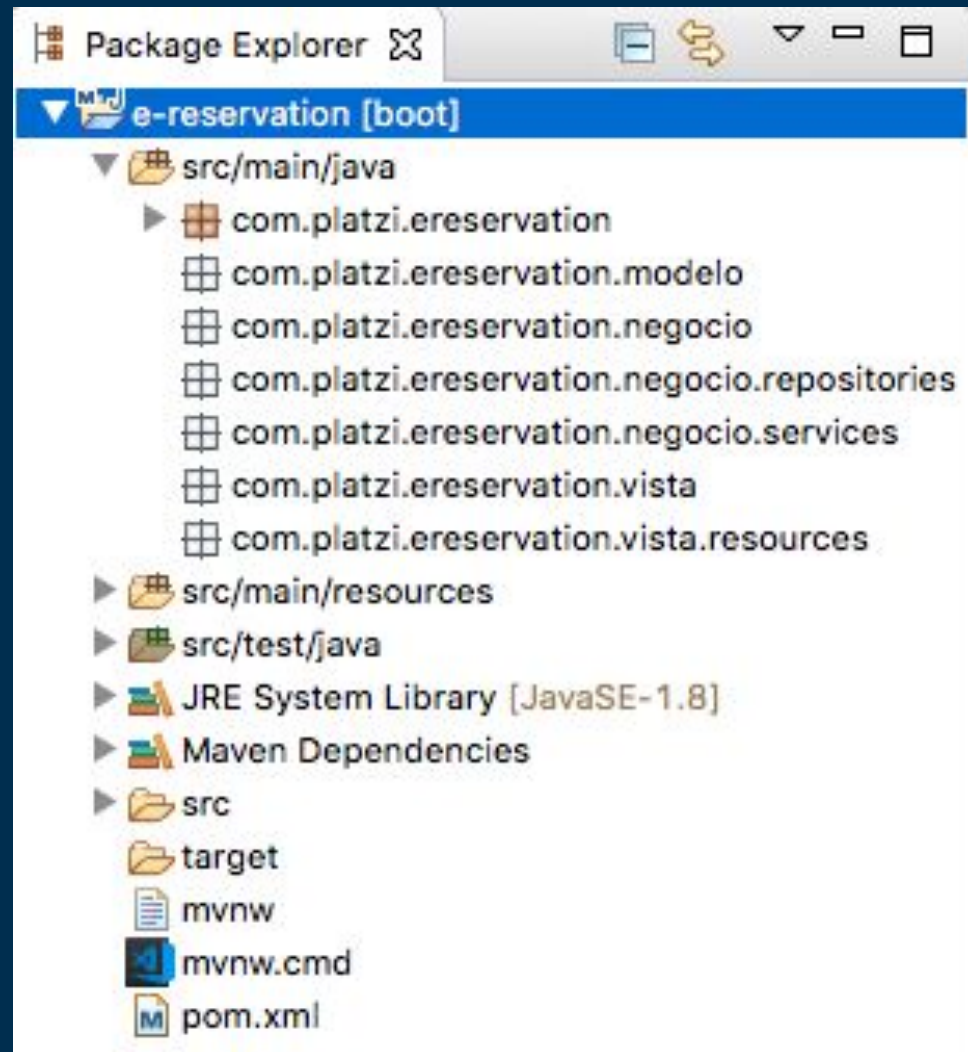 Package Explorer
e-reservation [boot]
src/main/java
com.platzi.ereservation
com.platzi.ereservation.modelo
com.platzi.ereservation.negocio
com.platzi.ereservation.negocio.repositories
com.platzi.ereservation.negocio.services
com.platzi.ereservation.vista
com.platzi.ereservation.vista.resources
src/main/resources
src/test/java
JRE System Library [JavaSE-1.8]
Maven Dependencies
src
target
mvnw
mvnw.cmd
pom.xml